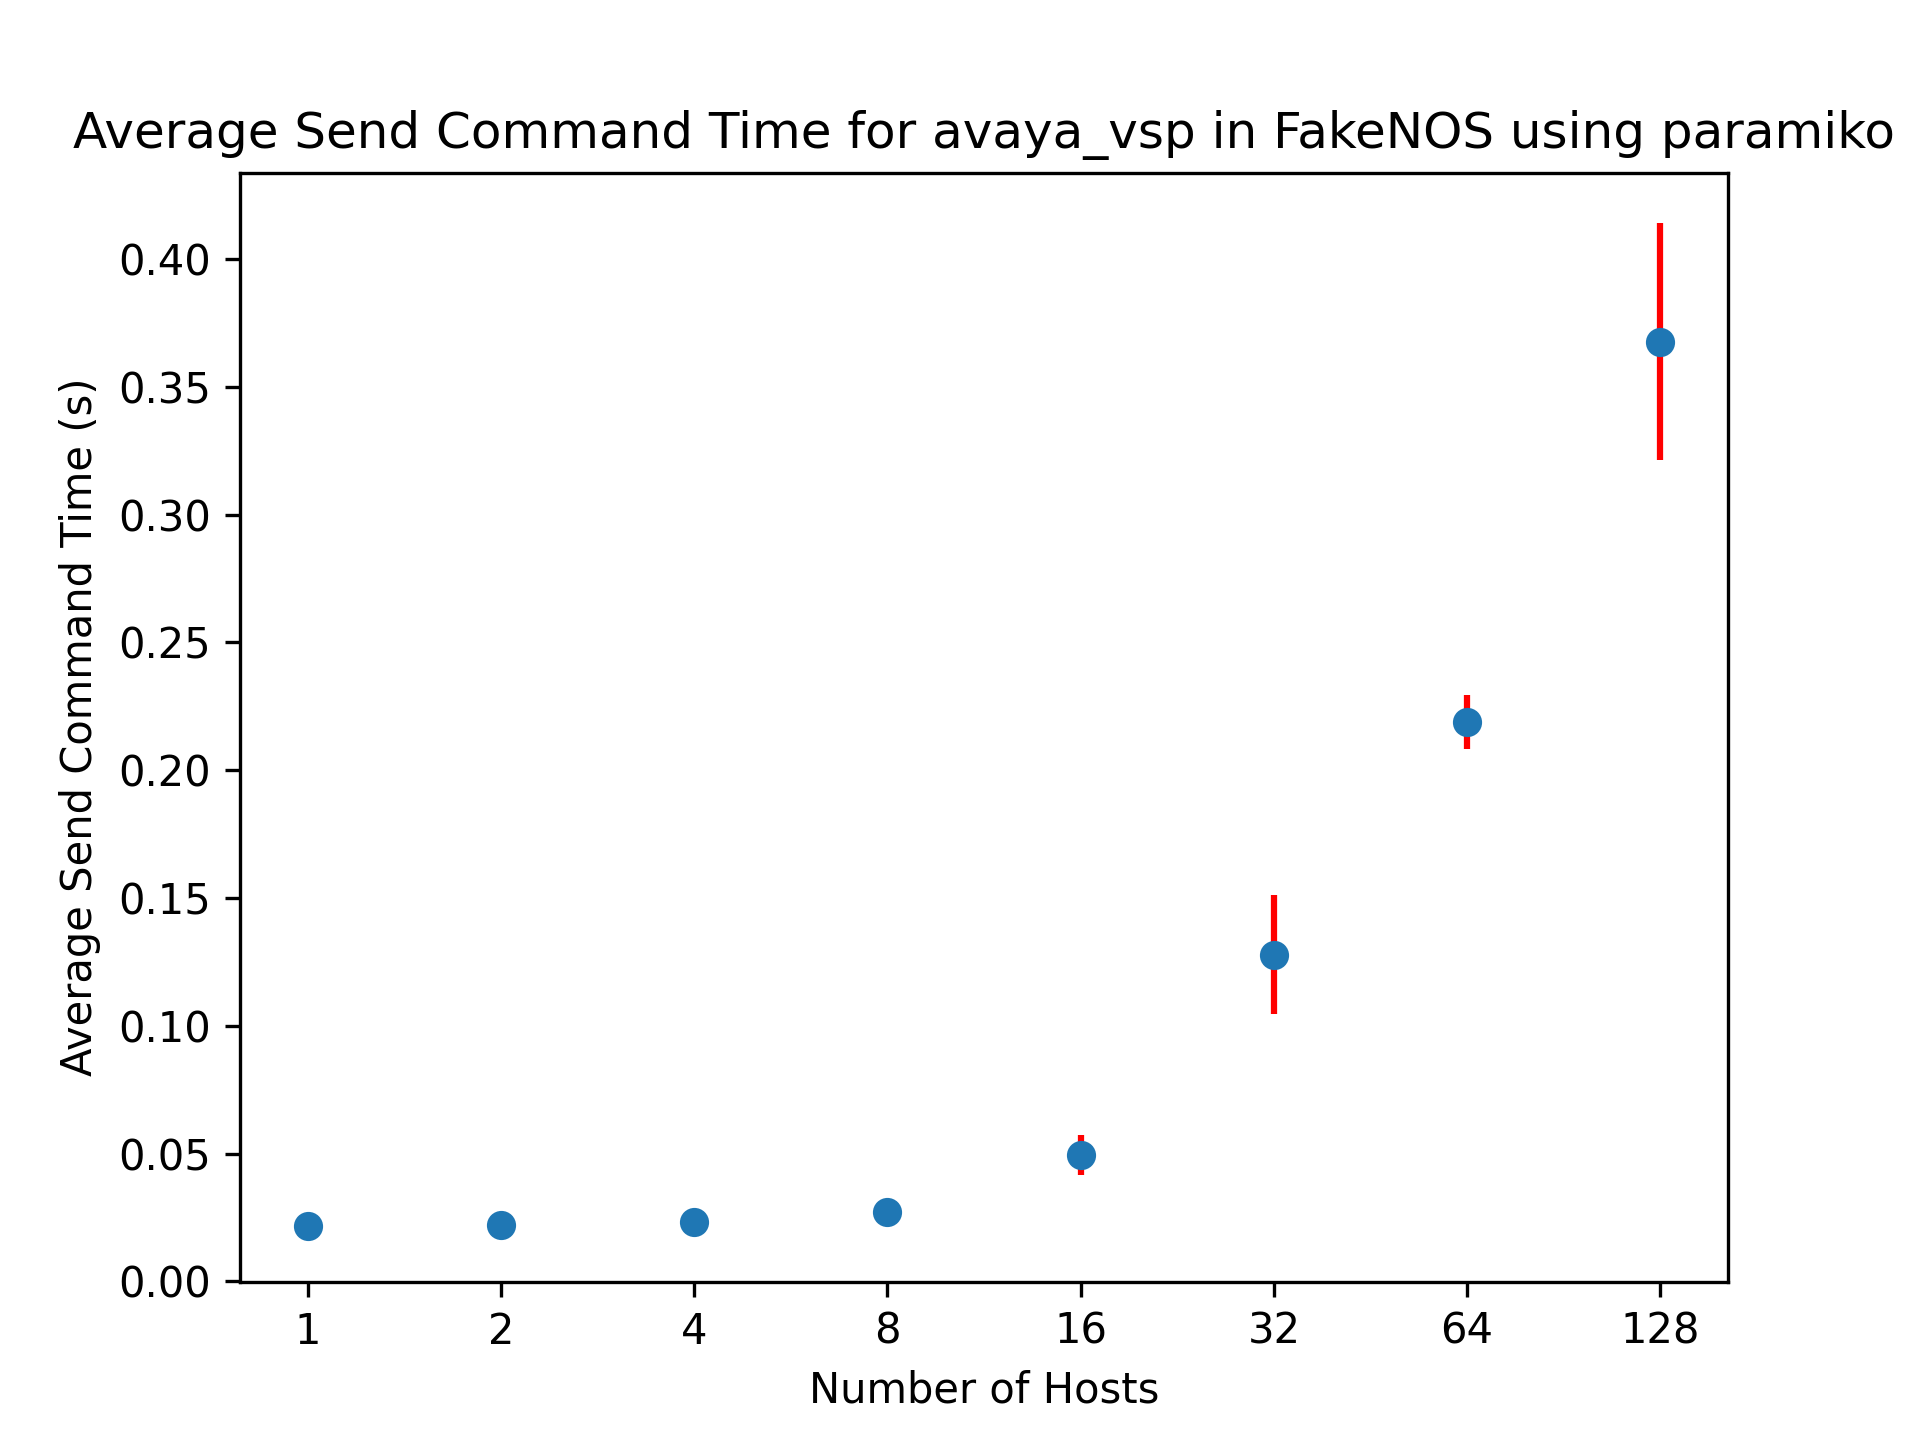 Average Send Command Time for avaya_vsp in FakeNOS using paramiko
Average Send Command Time (s)
0.40
0.35
0.30
0.25
0.20
0.15
0.10
0.05
0.00
1 2 4 8 16 32 64 128
Number of Hosts